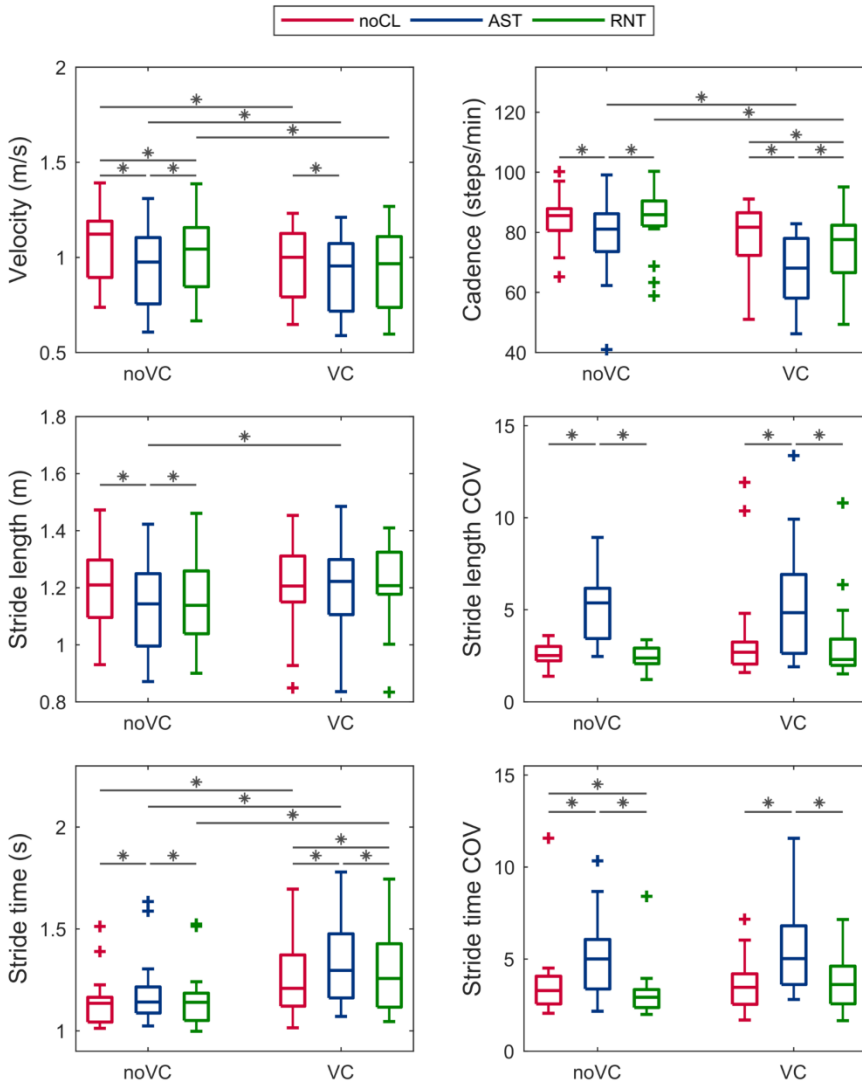 noCL AST RNT
Velocity (m/s)
2
1.5
1
0.5
* * * * * * *
noVC VC
Cadence (steps/min)
120
100
80
60
40
* * * * * * *
noVC VC
Stride length (m)
1.8
1.6
1.4
1.2
1
0.8
* * *
noVC VC
Stride length COV
15
10
5
0
* * * *
noVC VC
Stride time (s)
2
1.5
1
* * * * * * * *
noVC VC
Stride time COV
15
10
5
0
* * * * *
noVC VC